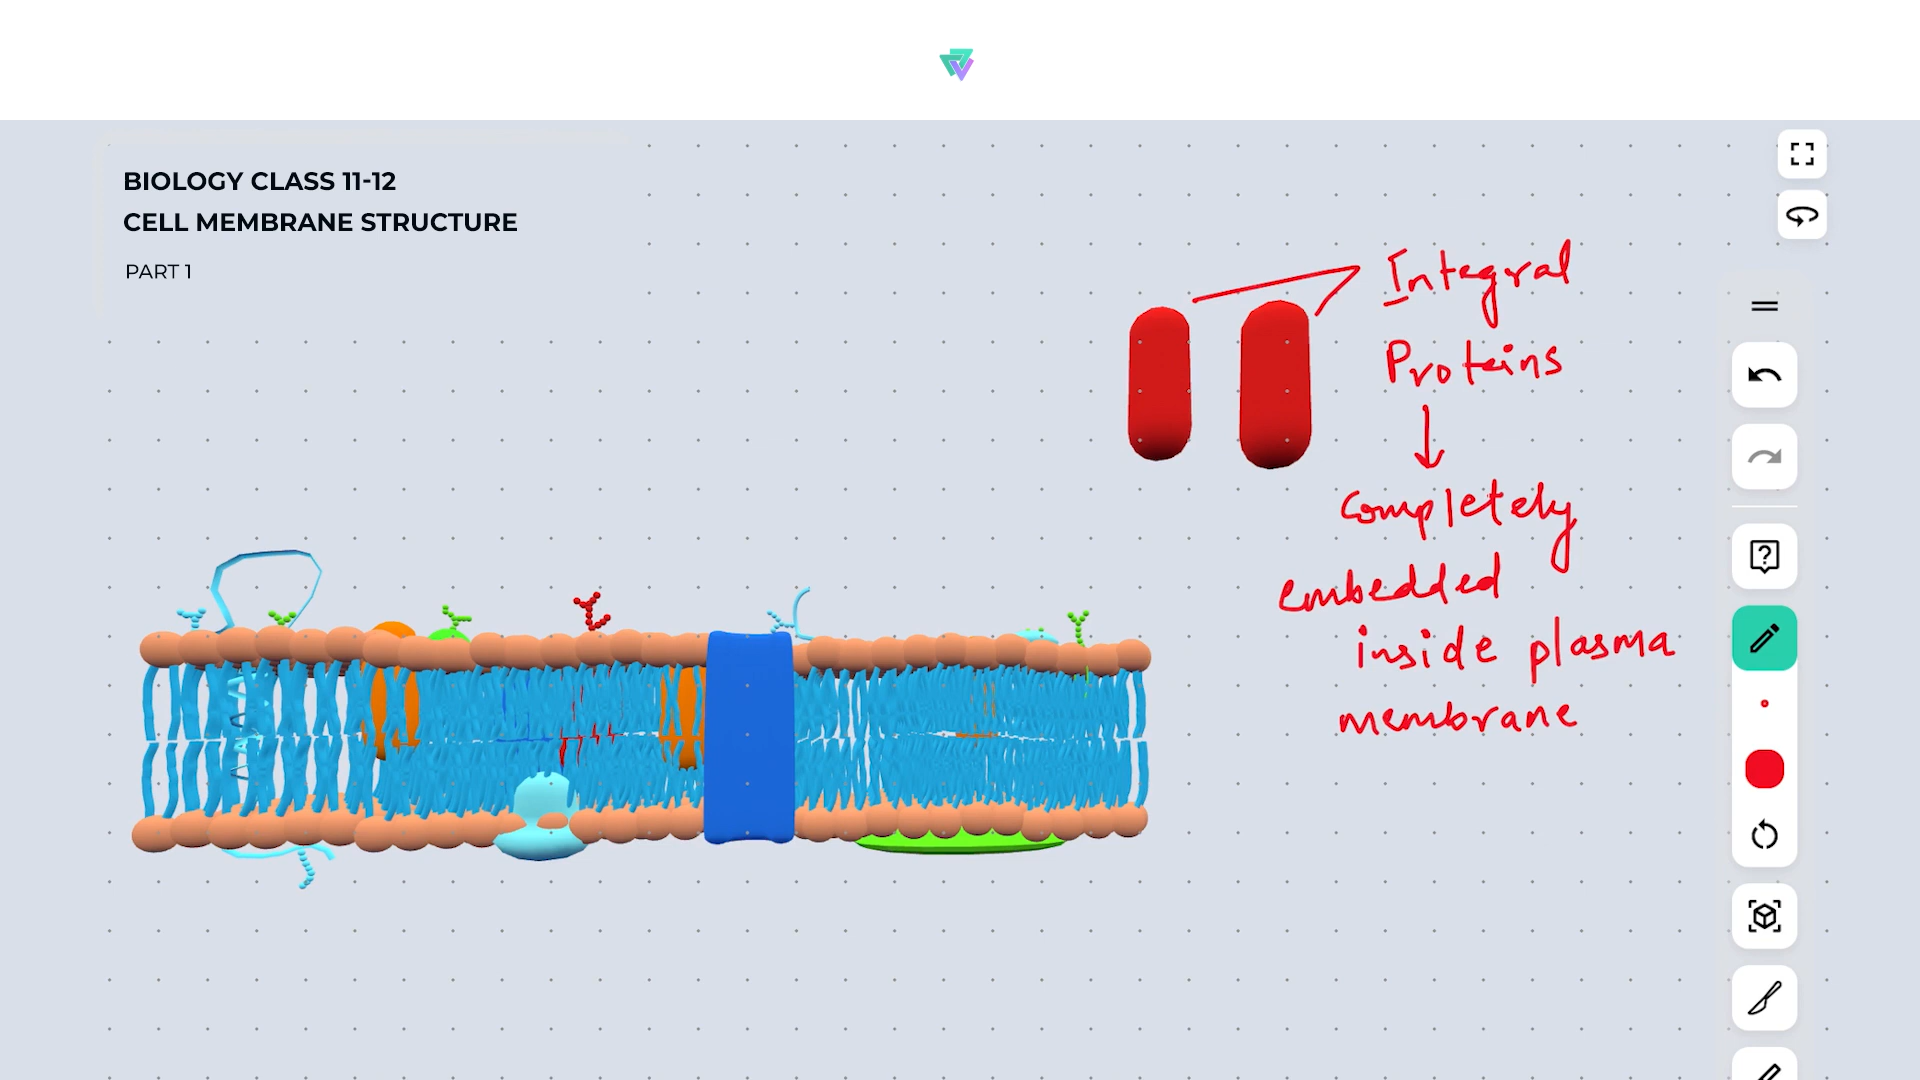 BIOLOGY CLASS 11-12
CELL MEMBRANE STRUCTURE
PART 1
Integral
Proteins
Completely
embedded
inside plasma
membrane